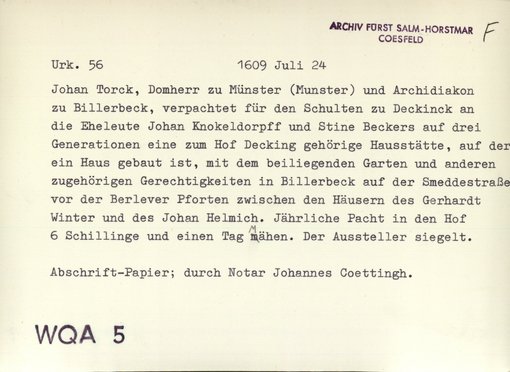 ARCHIV FÜRST SALM-HORSTMAR F
COESFELD
Urk. 56 1609 Juli 24
Johan Torck, Domherr zu Münster (Munster) und Archidiakon
zu Billerbeck, verpachtet für den Schulten zu Deckinck an
die Eheleute Johan Knokeldorpff und Stine Beckers auf drei
Generationen eine zum Hof Decking gehörige Hausstätte, auf der
ein Haus gebaut ist, mit dem beiliegenden Garten und anderen
zugehörigen Gerechtigkeiten in Billerbeck auf der Smeddestraße
vor der Berlever Pforten zwischen den Häusern des Gerhardt
Winter und des Johan Helmich. Jährliche Pacht in den Hof
6 Schillinge und einen Tag Mähen. Der Aussteller siegelt.
Abschrift-Papier; durch Notar Johannes Coettingh.
WQA 5